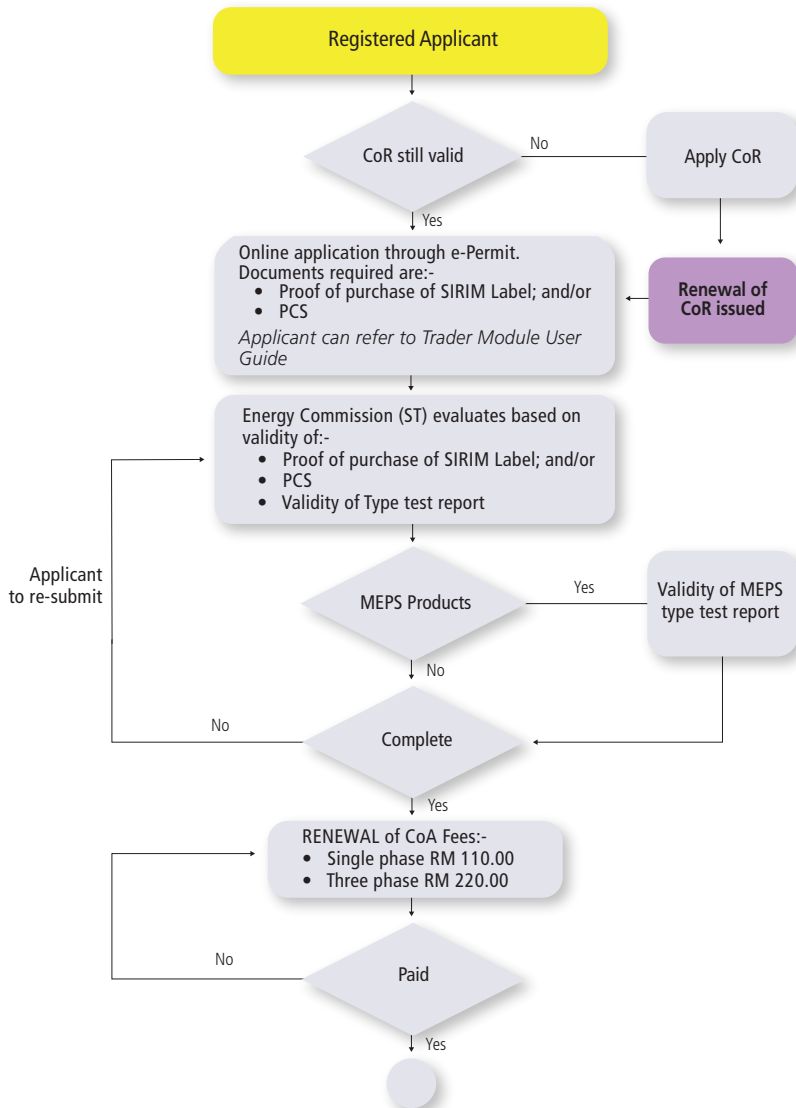 Registered Applicant
CoR still valid
No
Apply CoR
Yes
Online application through e-Permit.
Documents required are:-
• Proof of purchase of SIRIM Label; and/or
• PCS
Applicant can refer to Trader Module User
Guide
Renewal of
CoR issued
Energy Commission (ST) evaluates based on
validity of:-
• Proof of purchase of SIRIM Label; and/or
• PCS
• Validity of Type test report
Applicant
to re-submit
MEPS Products
Yes
Validity of MEPS
type test report
No
No
Complete
Yes
RENEWAL of CoA Fees:-
• Single phase RM 110.00
• Three phase RM 220.00
No
Paid
Yes